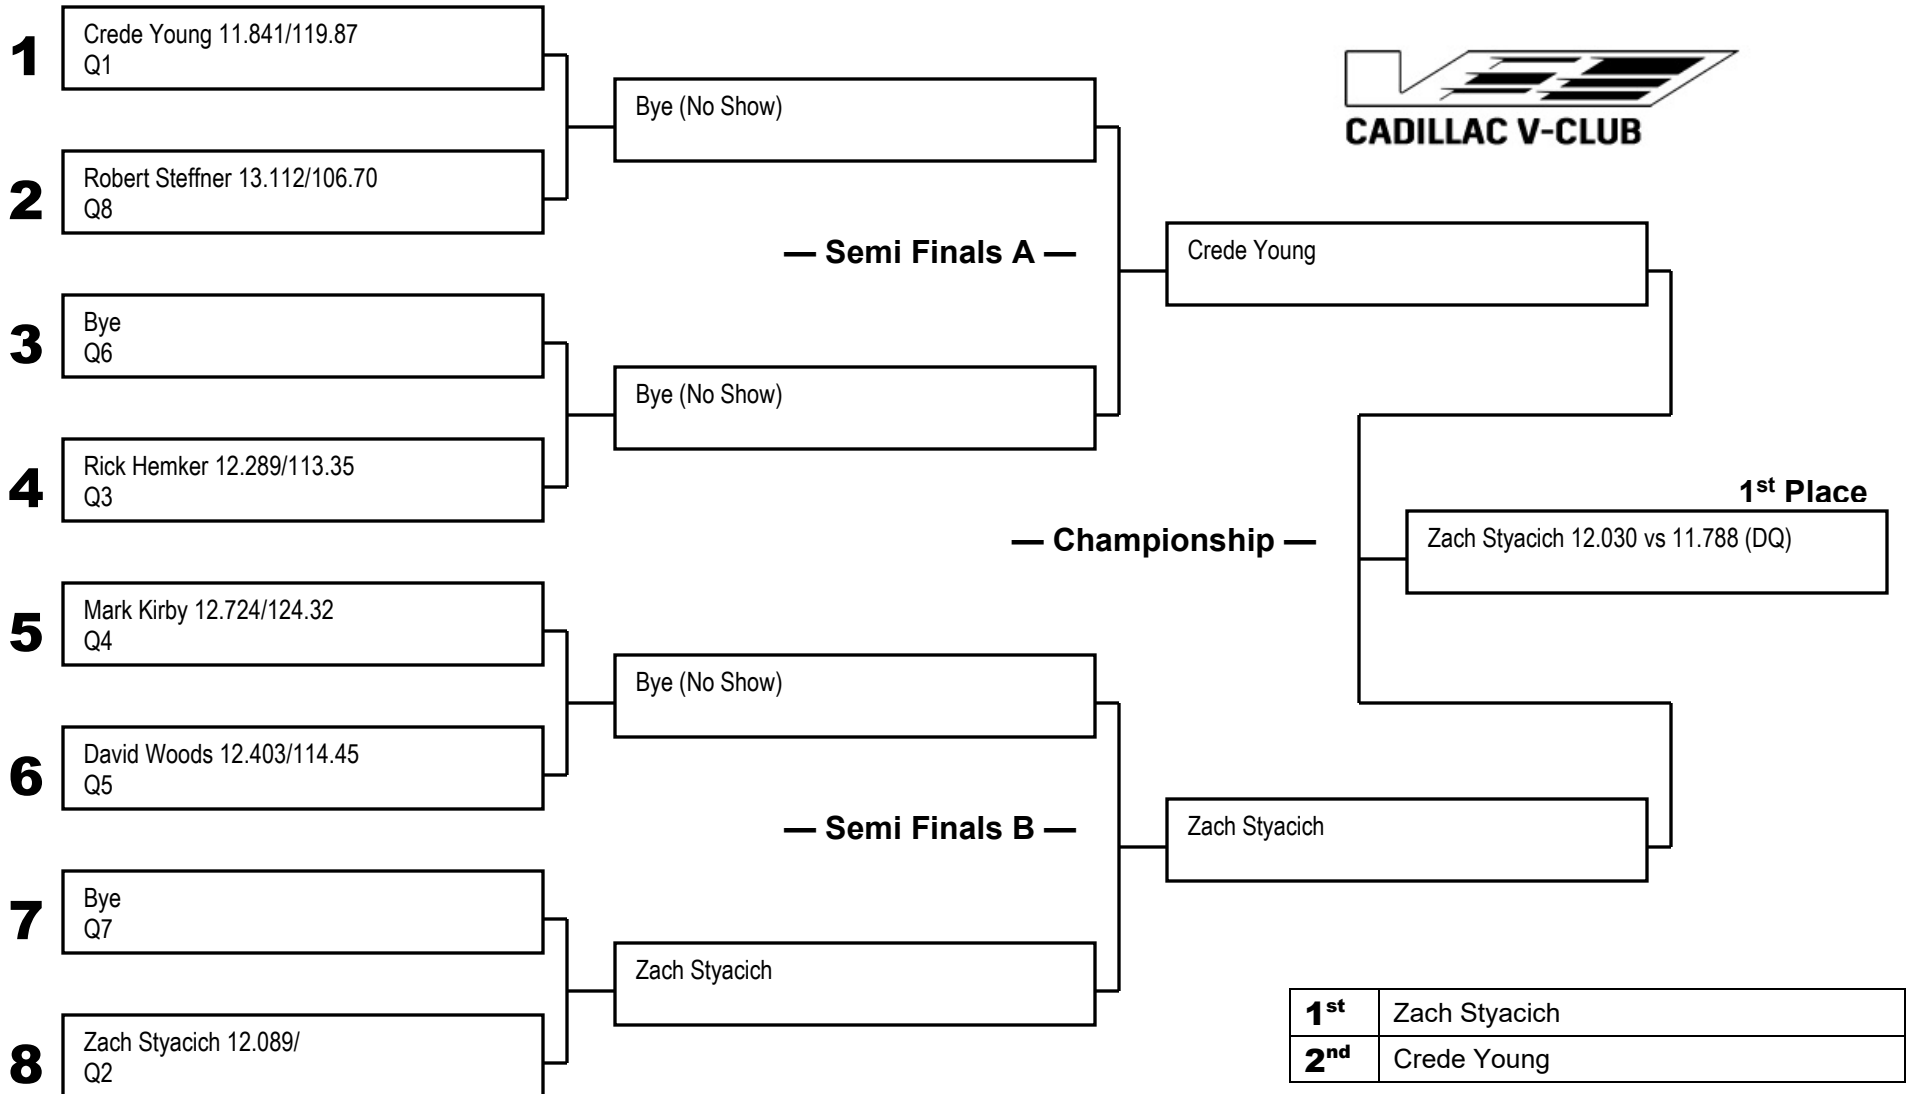 1
Crede Young 11.841/119.87
Q1
2
Robert Steffner 13.112/106.70
Q8
3
Bye
Q6
4
Rick Hemker 12.289/113.35
Q3
5
Mark Kirby 12.724/124.32
Q4
6
David Woods 12.403/114.45
Q5
7
Bye
Q7
8
Zach Styacich 12.089/
Q2
Bye (No Show)
— Semi Finals A —
Bye (No Show)
Bye (No Show)
— Semi Finals B —
Zach Styacich
CADILLAC V-CLUB
Crede Young
— Championship —
Zach Styacich
1st Place
Zach Styacich 12.030 vs 11.788 (DQ)
1st Zach Styacich
2nd Crede Young